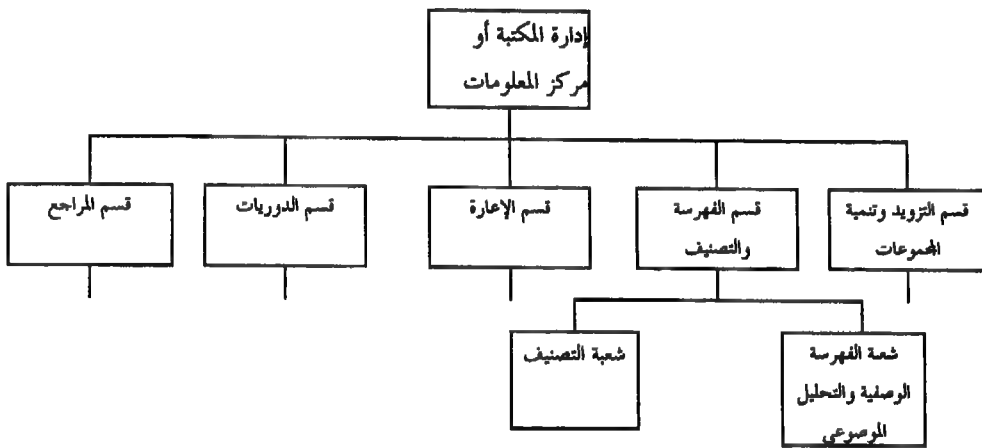 إدارة المكتبة أو
مركز المعلومات
قسم التزويد وتنمية
المجموعات
قسم الفهرسة
والتصنيف
قسم الإعارة
قسم الدوريات
قسم المراجع
شعبة الفهرسة
الوصفية والتحليل
الموصوعي
شعبة التصنيف